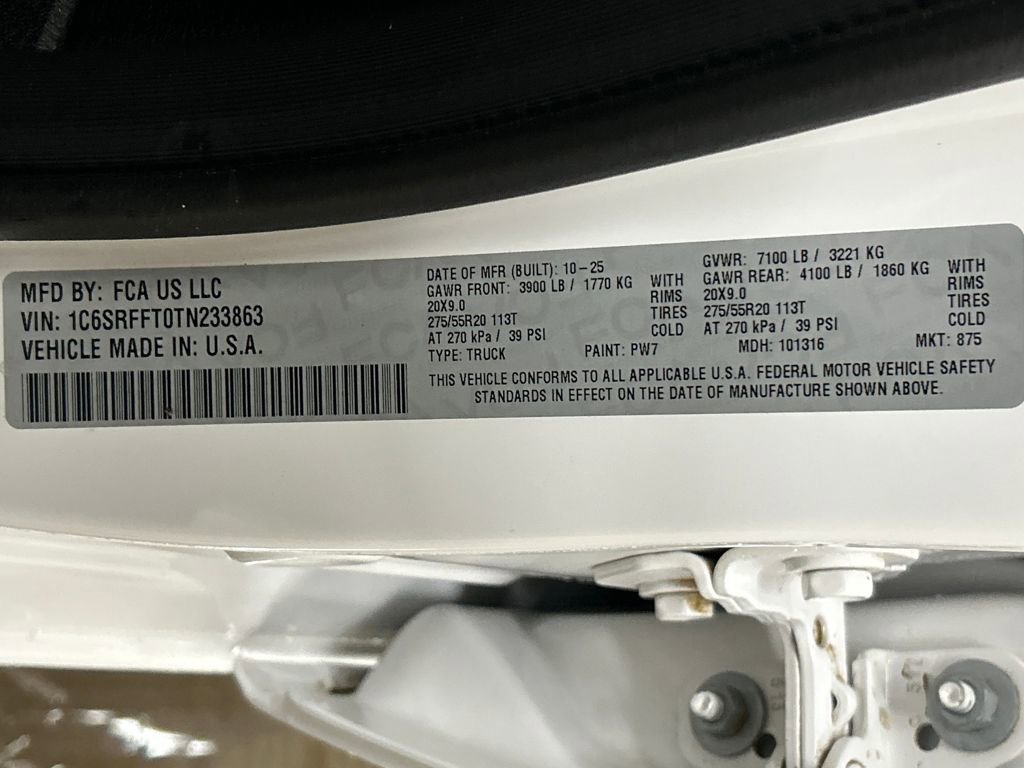 MFD BY: FCA US LLC
VIN: 1C6SRFFT0TN233863
VEHICLE MADE IN: U.S.A.
DATE OF MFR (BUILT): 10-25
GAWR FRONT: 3900 LB / 1770 KG WITH
20X9.0 RIMS
275/55R20 113T TIRES
AT 270 kPa / 39 PSI COLD
GVWR: 7100 LB / 3221 KG
GAWR REAR: 4100 LB / 1860 KG WITH
20X9.0 RIMS
275/55R20 113T TIRES
AT 270 kPa / 39 PSI COLD
TYPE: TRUCK PAINT: PW7 MDH: 101316 MKT: 875
THIS VEHICLE CONFORMS TO ALL APPLICABLE U.S.A. FEDERAL MOTOR VEHICLE SAFETY
STANDARDS IN EFFECT ON THE DATE OF MANUFACTURE SHOWN ABOVE.